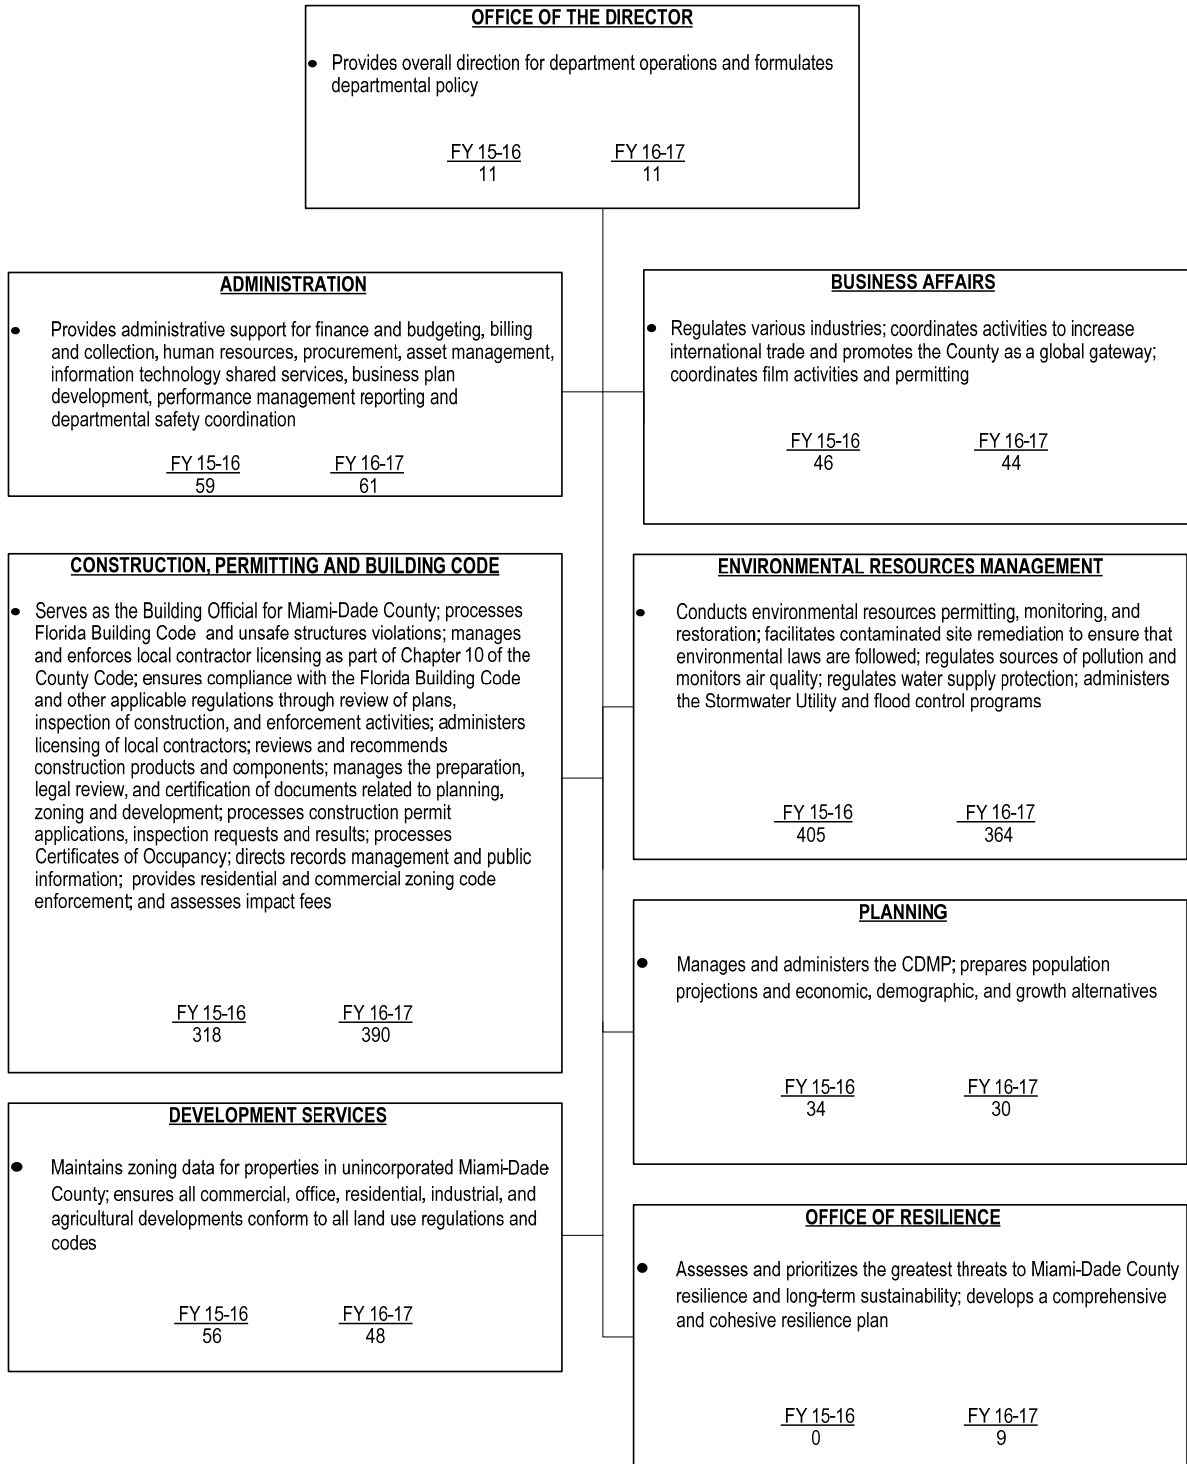 OFFICE OF THE DIRECTOR
• Provides overall direction for department operations and formulates
departmental policy
FY 15-16 FY 16-17
11 11
ADMINISTRATION
• Provides administrative support for finance and budgeting, billing
and collection, human resources, procurement, asset management,
information technology shared services, business plan
development, performance management reporting and
departmental safety coordination
FY 15-16 FY 16-17
59 61
BUSINESS AFFAIRS
• Regulates various industries; coordinates activities to increase
international trade and promotes the County as a global gateway;
coordinates film activities and permitting
FY 15-16 FY 16-17
46 44
CONSTRUCTION, PERMITTING AND BUILDING CODE
• Serves as the Building Official for Miami-Dade County; processes
Florida Building Code and unsafe structures violations; manages
and enforces local contractor licensing as part of Chapter 10 of the
County Code; ensures compliance with the Florida Building Code
and other applicable regulations through review of plans,
inspection of construction, and enforcement activities; administers
licensing of local contractors; reviews and recommends
construction products and components; manages the preparation,
legal review, and certification of documents related to planning,
zoning and development; processes construction permit
applications, inspection requests and results; processes
Certificates of Occupancy; directs records management and public
information; provides residential and commercial zoning code
enforcement; and assesses impact fees
FY 15-16 FY 16-17
318 390
ENVIRONMENTAL RESOURCES MANAGEMENT
• Conducts environmental resources permitting, monitoring, and
restoration; facilitates contaminated site remediation to ensure that
environmental laws are followed; regulates sources of pollution and
monitors air quality; regulates water supply protection; administers
the Stormwater Utility and flood control programs
FY 15-16 FY 16-17
405 364
PLANNING
• Manages and administers the CDMP; prepares population
projections and economic, demographic, and growth alternatives
FY 15-16 FY 16-17
34 30
DEVELOPMENT SERVICES
• Maintains zoning data for properties in unincorporated Miami-Dade
County; ensures all commercial, office, residential, industrial, and
agricultural developments conform to all land use regulations and
codes
FY 15-16 FY 16-17
56 48
OFFICE OF RESILIENCE
• Assesses and prioritizes the greatest threats to Miami-Dade County
resilience and long-term sustainability; develops a comprehensive
and cohesive resilience plan
FY 15-16 FY 16-17
0 9